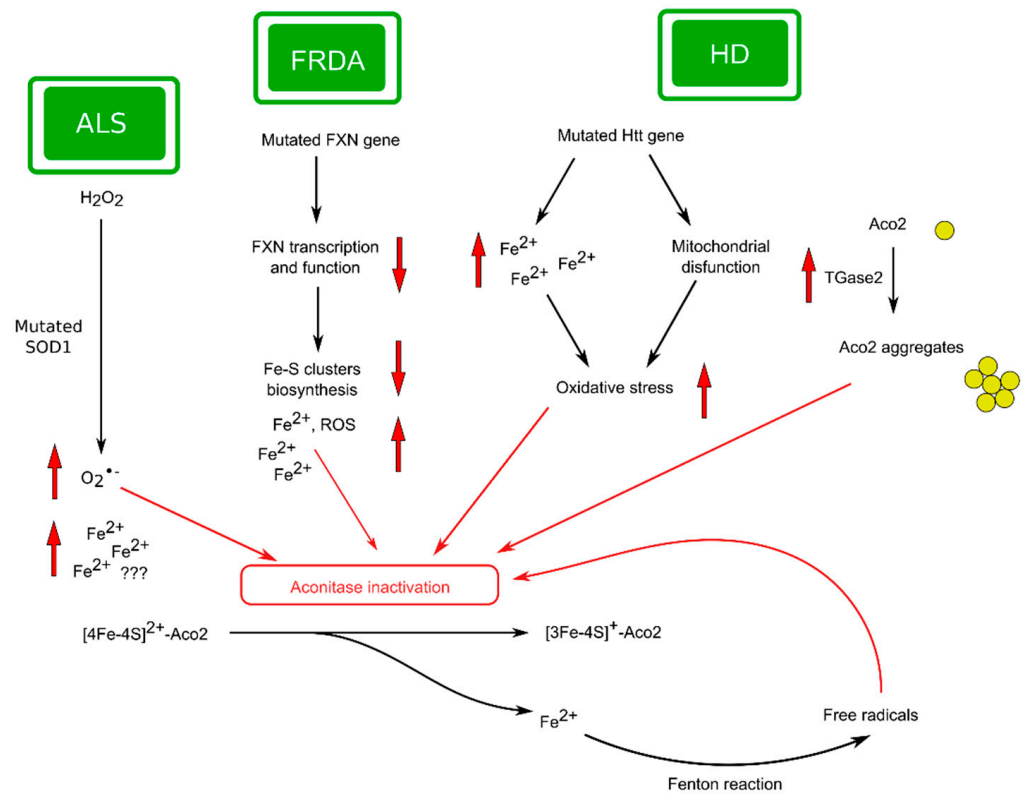 ALS
H2O2
Mutated
SOD1
O2•-
Fe2+
Fe2+
Fe2+ ???
FRDA
Mutated FXN gene
FXN transcription
and function
Fe-S clusters
biosynthesis
Fe2+, ROS
Fe2+
Fe2+
HD
Mutated Htt gene
Fe2+
Fe2+
Fe2+
Mitochondrial
disfunction
Oxidative stress
Aco2
TGase2
Aco2 aggregates
Aconitase inactivation
[4Fe-4S]2+-Aco2
[3Fe-4S]+-Aco2
Fe2+
Free radicals
Fenton reaction